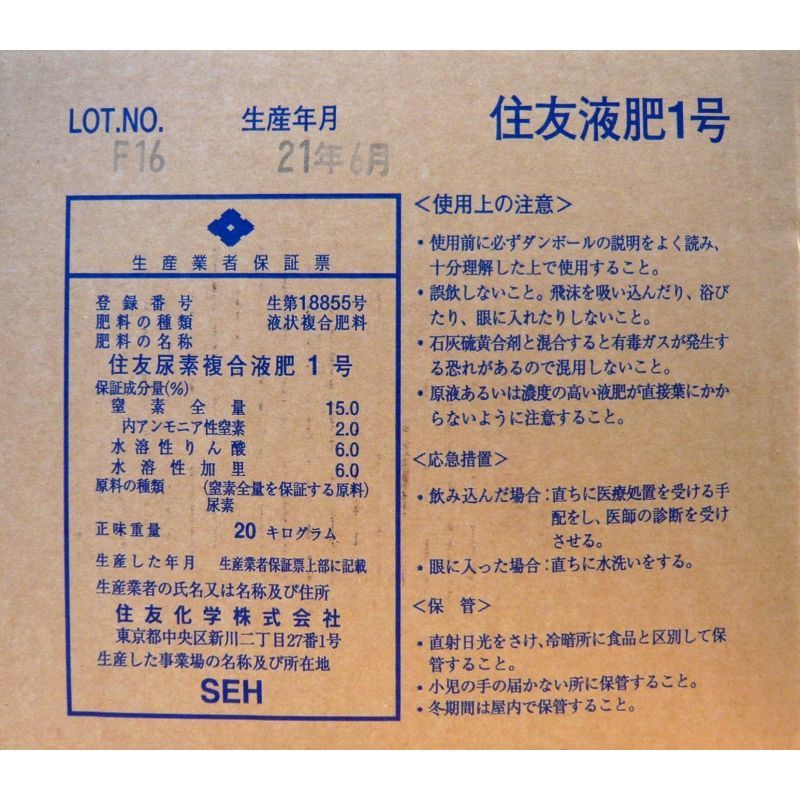 LOT.NO. 生産年月
F16 21年6月
生産業者保証票
登録番号 生第18855号
肥料の種類 液状複合肥料
肥料の名称
住友尿素複合液肥 1 号
保証成分量(%)
窒素全量 15.0
内アンモニア性窒素 2.0
水溶性りん酸 6.0
水溶性加里 6.0
原料の種類 (窒素全量を保証する原料)
尿素
正味重量 20 キログラム
生産した年月 生産業者保証票上部に記載
生産業者の氏名又は名称及び住所
住友化学株式会社
東京都中央区新川二丁目27番1号
生産した事業場の名称及び所在地
SEH
住友液肥1号
<使用上の注意>
・使用前に必ずダンボールの説明をよく読み、
十分理解した上で使用すること。
・誤飲しないこと。飛沫を吸い込んだり、浴び
たり、眼に入れたりしないこと。
・石灰硫黄合剤と混合すると有毒ガスが発生す
る恐れがあるので混用しないこと。
・原液あるいは濃度の高い液肥が直接葉にかか
らないように注意すること。
<応急措置>
・飲み込んだ場合:直ちに医療処置を受ける手
配をし、医師の診断を受け
させる。
・眼に入った場合:直ちに水洗いをする。
<保 管>
・直射日光をさけ、冷暗所に食品と区別して保
管すること。
・小児の手の届かない所に保管すること。
・冬期間は屋内で保管すること。